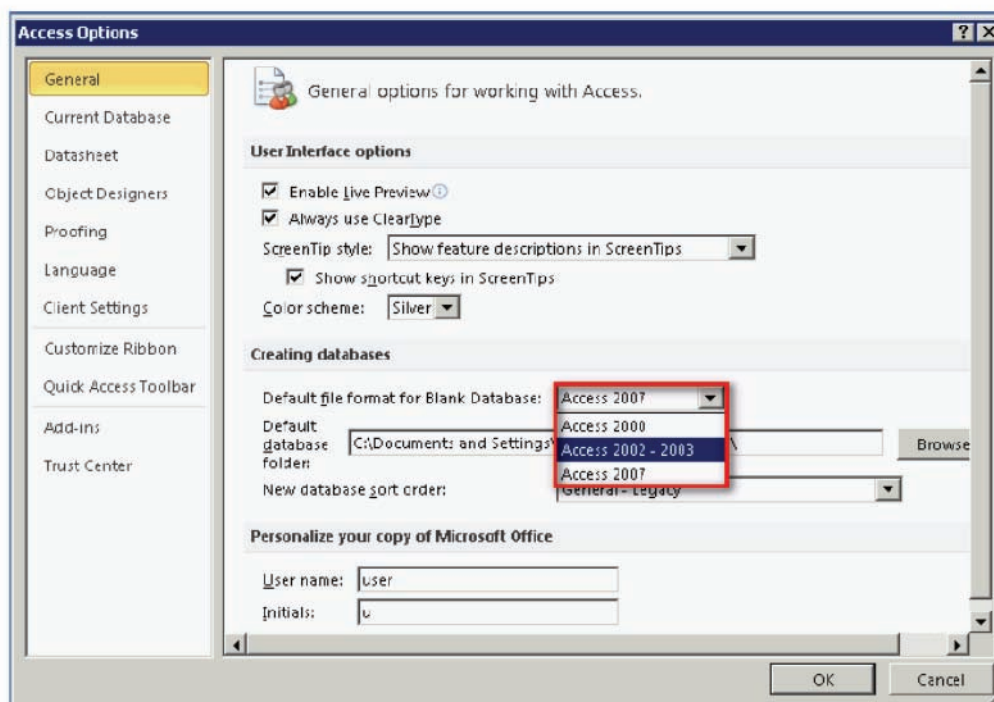 Access Options
General
Current Database
Datasheet
Object Designers
Proofing
Language
Client Settings
Customize Ribbon
Quick Access Toolbar
Add-ins
Trust Center
General options for working with Access.
User Interface options
Enable Live Preview
Always use ClearType
ScreenTip style: Show feature descriptions in ScreenTips
Show shortcut keys in ScreenTips
Color scheme: Silver
Creating databases
Default file format for Blank Database: Access 2007
Access 2000
Access 2002 - 2003
Access 2007
Default database folder: C:\Documents and Settings\ \ Browse
New database sort order: General - Legacy
Personalize your copy of Microsoft Office
User name: user
Initials: u
OK Cancel